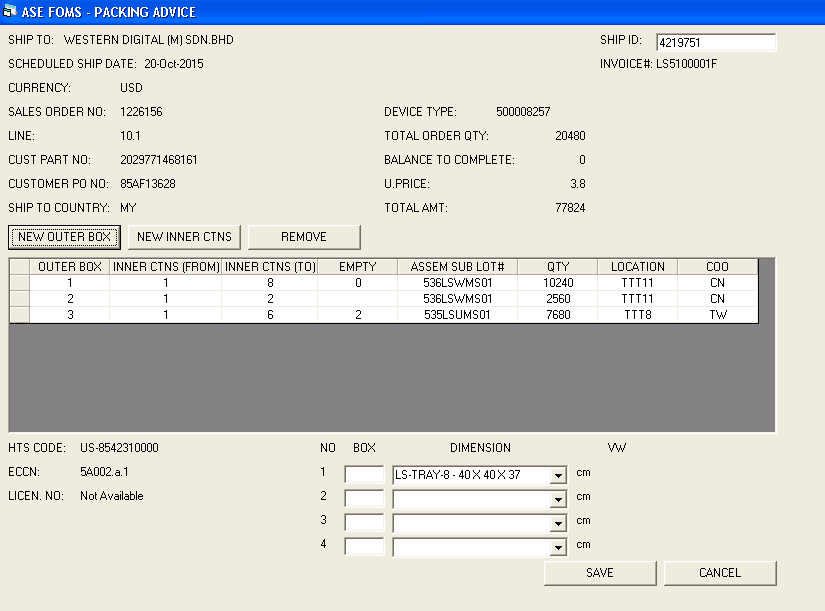 ASE FOMS - PACKING ADVICE
SHIP TO: WESTERN DIGITAL (M) SDN.BHD SHIP ID: 4219751
SCHEDULED SHIP DATE: 20-Oct-2015 INVOICE#: LS5100001F
CURRENCY: USD
SALES ORDER NO: 1226156 DEVICE TYPE: 500008257
LINE: 10.1 TOTAL ORDER QTY: 20480
CUST PART NO: 2029771468161 BALANCE TO COMPLETE: 0
CUSTOMER PO NO: 85AF13628 U.PRICE: 3.8
SHIP TO COUNTRY: MY TOTAL AMT: 77824
NEW OUTER BOX NEW INNER CTNS REMOVE
OUTER BOX INNER CTNS (FROM) INNER CTNS (TO) EMPTY ASSEM SUB LOT# QTY LOCATION COO
1 1 8 0 536LSWMS01 10240 TTT11 CN
2 1 2 536LSWMS01 2560 TTT11 CN
3 1 6 2 535LSUMS01 7680 TTT8 TW
HTS CODE: US-8542310000 NO BOX DIMENSION VW
ECCN: 5A002.a.1 1 LS-TRAY-8 - 40 X 40 X 37 cm
LICEN. NO: Not Available 2 cm
3 cm
4 cm
SAVE CANCEL